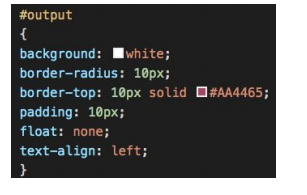 #output
{
background: white;
border-radius: 10px;
border-top: 10px solid #AA4465;
padding: 10px;
float: none;
text-align: left;
}